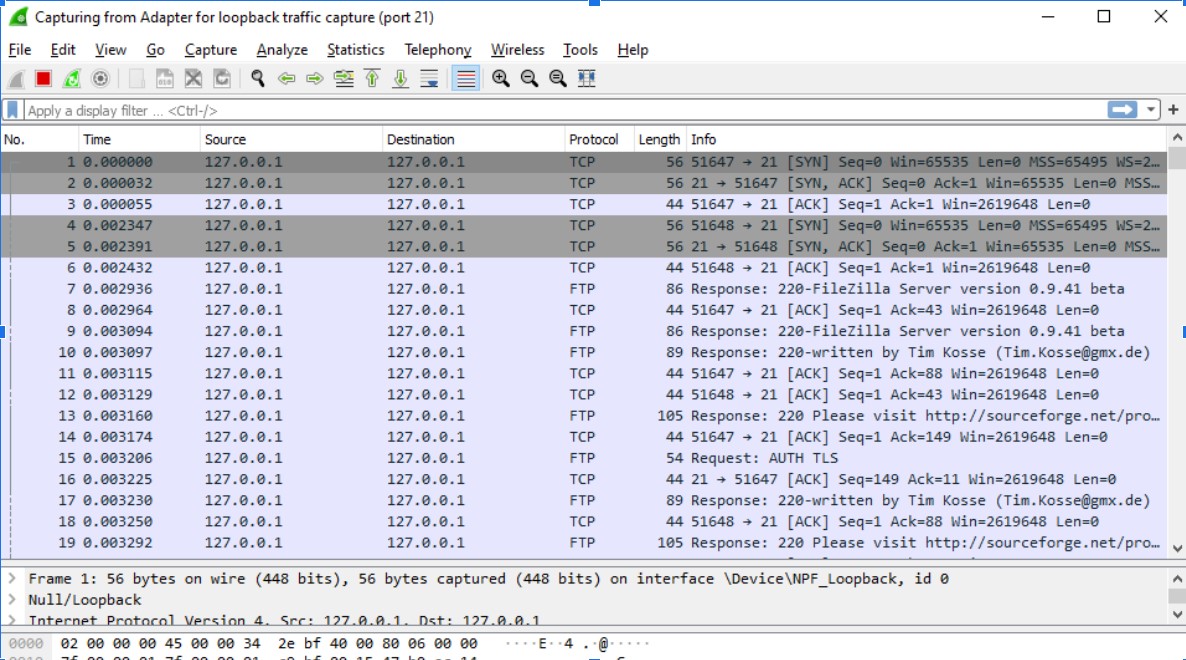 Capturing from Adapter for loopback traffic capture (port 21)
File Edit View Go Capture Analyze Statistics Telephony Wireless Tools Help
Apply a display filter ... <Ctrl-/>
No. Time Source Destination Protocol Length Info
1 0.000000 127.0.0.1 127.0.0.1 TCP 56 51647 → 21 [SYN] Seq=0 Win=65535 Len=0 MSS=65495 WS=2…
2 0.000032 127.0.0.1 127.0.0.1 TCP 56 21 → 51647 [SYN, ACK] Seq=0 Ack=1 Win=65535 Len=0 MSS…
3 0.000055 127.0.0.1 127.0.0.1 TCP 44 51647 → 21 [ACK] Seq=1 Ack=1 Win=2619648 Len=0
4 0.002347 127.0.0.1 127.0.0.1 TCP 56 51648 → 21 [SYN] Seq=0 Win=65535 Len=0 MSS=65495 WS=2…
5 0.002391 127.0.0.1 127.0.0.1 TCP 56 21 → 51648 [SYN, ACK] Seq=0 Ack=1 Win=65535 Len=0 MSS…
6 0.002432 127.0.0.1 127.0.0.1 TCP 44 51648 → 21 [ACK] Seq=1 Ack=1 Win=2619648 Len=0
7 0.002936 127.0.0.1 127.0.0.1 FTP 86 Response: 220-FileZilla Server version 0.9.41 beta
8 0.002964 127.0.0.1 127.0.0.1 TCP 44 51647 → 21 [ACK] Seq=1 Ack=43 Win=2619648 Len=0
9 0.003094 127.0.0.1 127.0.0.1 FTP 86 Response: 220-FileZilla Server version 0.9.41 beta
10 0.003097 127.0.0.1 127.0.0.1 FTP 89 Response: 220-written by Tim Kosse (Tim.Kosse@gmx.de)
11 0.003115 127.0.0.1 127.0.0.1 TCP 44 51647 → 21 [ACK] Seq=1 Ack=88 Win=2619648 Len=0
12 0.003129 127.0.0.1 127.0.0.1 TCP 44 51648 → 21 [ACK] Seq=1 Ack=43 Win=2619648 Len=0
13 0.003160 127.0.0.1 127.0.0.1 FTP 105 Response: 220 Please visit http://sourceforge.net/pro…
14 0.003174 127.0.0.1 127.0.0.1 TCP 44 51647 → 21 [ACK] Seq=1 Ack=149 Win=2619648 Len=0
15 0.003206 127.0.0.1 127.0.0.1 FTP 54 Request: AUTH TLS
16 0.003225 127.0.0.1 127.0.0.1 TCP 44 21 → 51647 [ACK] Seq=149 Ack=11 Win=2619648 Len=0
17 0.003230 127.0.0.1 127.0.0.1 FTP 89 Response: 220-written by Tim Kosse (Tim.Kosse@gmx.de)
18 0.003250 127.0.0.1 127.0.0.1 TCP 44 51648 → 21 [ACK] Seq=1 Ack=88 Win=2619648 Len=0
19 0.003292 127.0.0.1 127.0.0.1 FTP 105 Response: 220 Please visit http://sourceforge.net/pro…
Frame 1: 56 bytes on wire (448 bits), 56 bytes captured (448 bits) on interface \Device\NPF_Loopback, id 0
Null/Loopback
Internet Protocol Version 4, Src: 127.0.0.1, Dst: 127.0.0.1
0000 02 00 00 00 45 00 00 34 2e bf 40 00 80 06 00 00 ····E··4 .·@·····